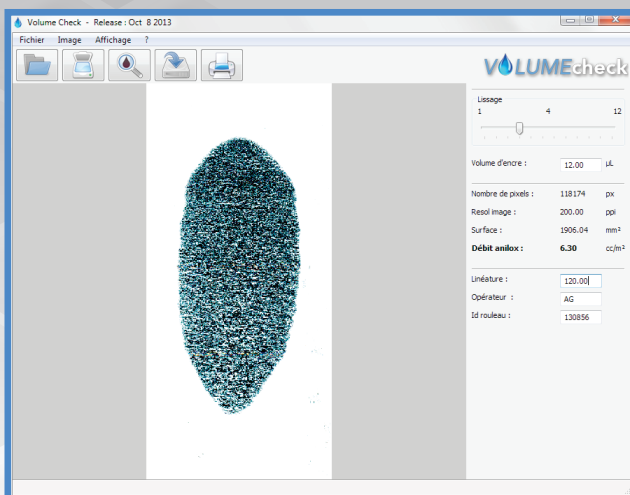 Volume Check - Release : Oct 8 2013
Fichier Image Affichage ?
VOLUMEcheck
Lissage
1 4 12
Volume d'encre : 12.00 µL
Nombre de pixels : 118174 px
Resol image : 200.00 ppi
Surface : 1906.04 mm²
Débit anilox : 6.30 cc/m²
Linéature : 120.00
Opérateur : AG
Id rouleau : 130856